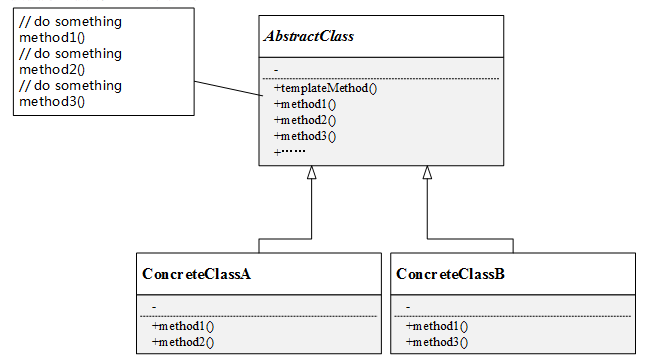 // do something
method1()
// do something
method2()
// do something
method3()
AbstractClass
-
+templateMethod()
+method1()
+method2()
+method3()
+……
ConcreteClassA
-
+method1()
+method2()
ConcreteClassB
-
+method1()
+method3()